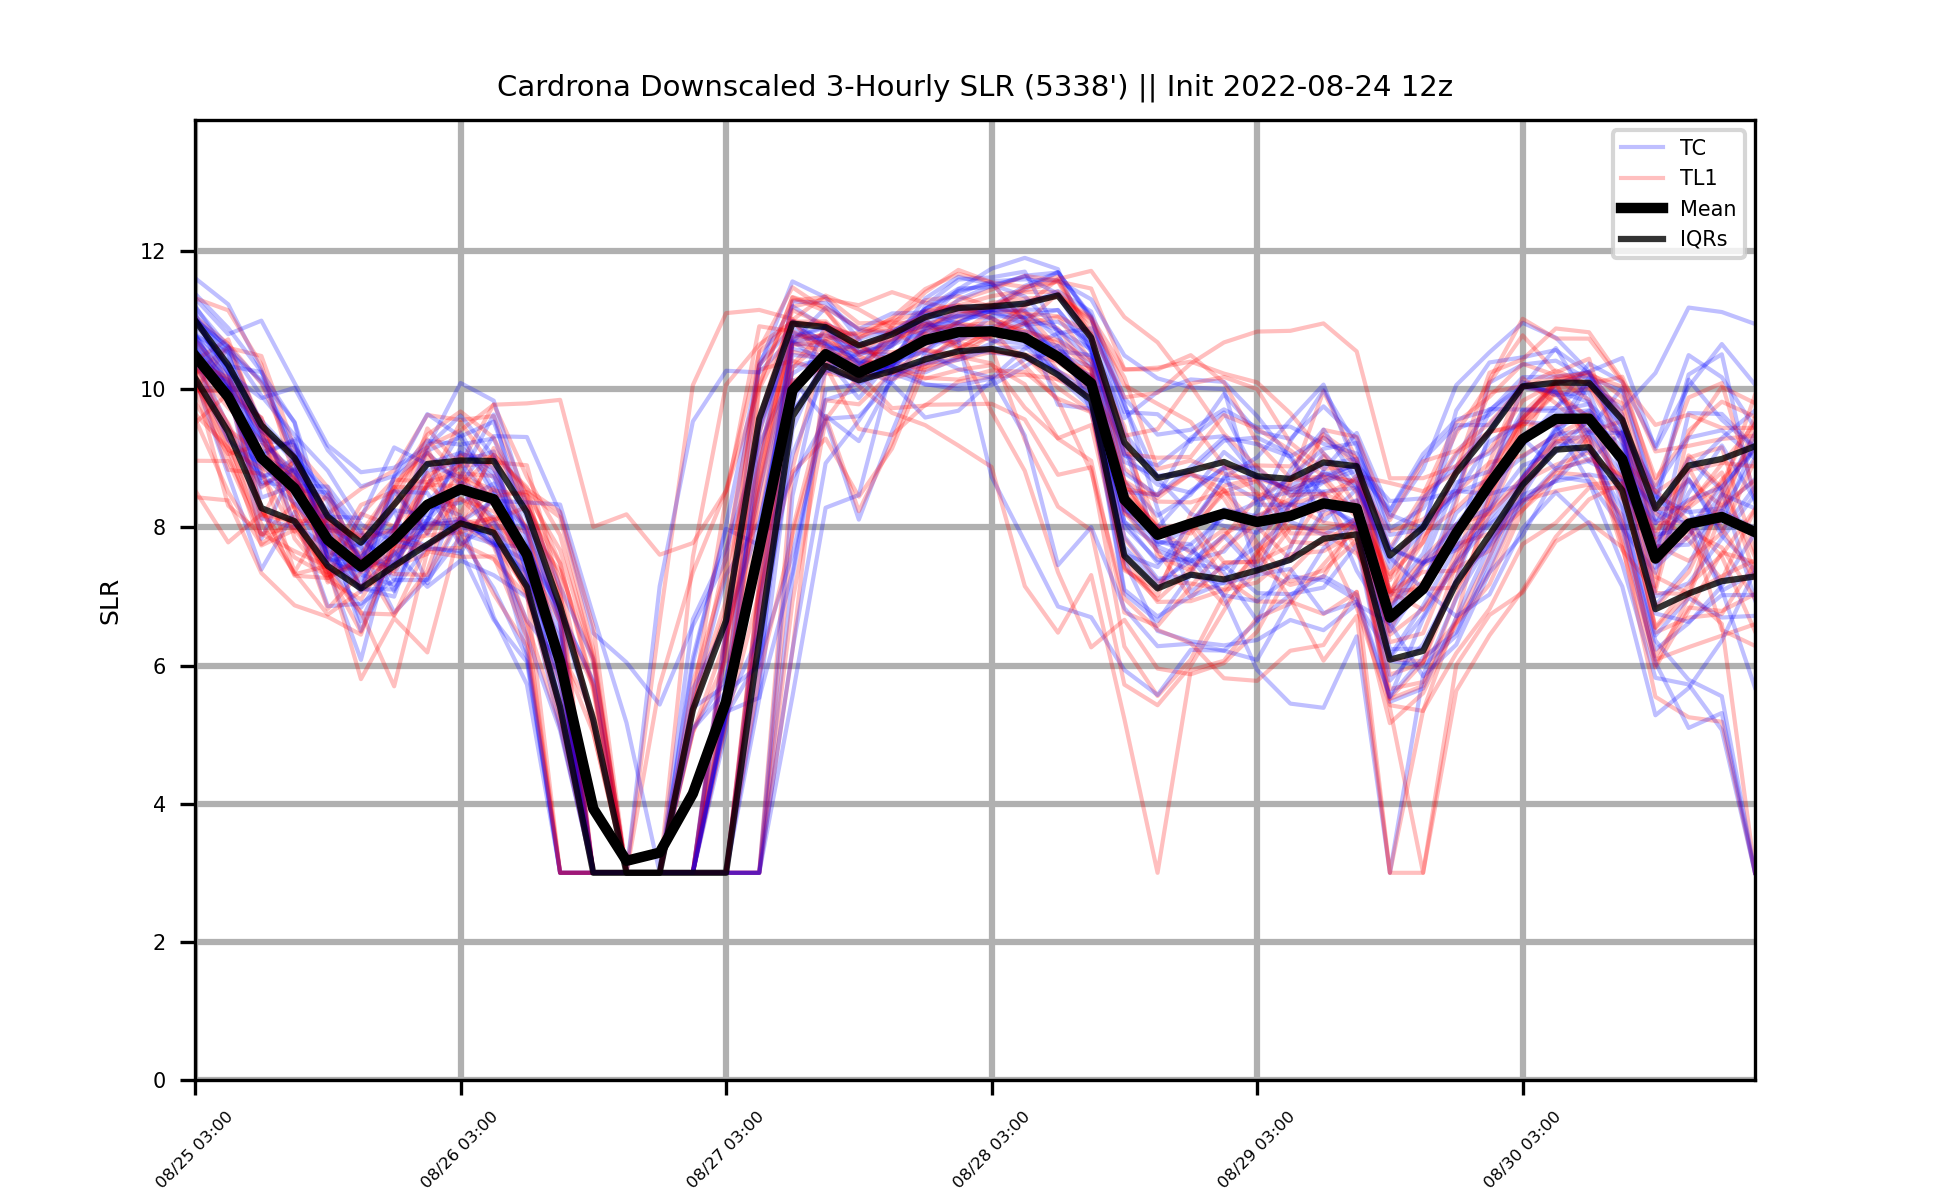 Cardrona Downscaled 3-Hourly SLR (5338') || Init 2022-08-24 12z
TC
TL1
Mean
IQRs
SLR
12
10
8
6
4
2
0
08/25 03:00
08/26 03:00
08/27 03:00
08/28 03:00
08/29 03:00
08/30 03:00